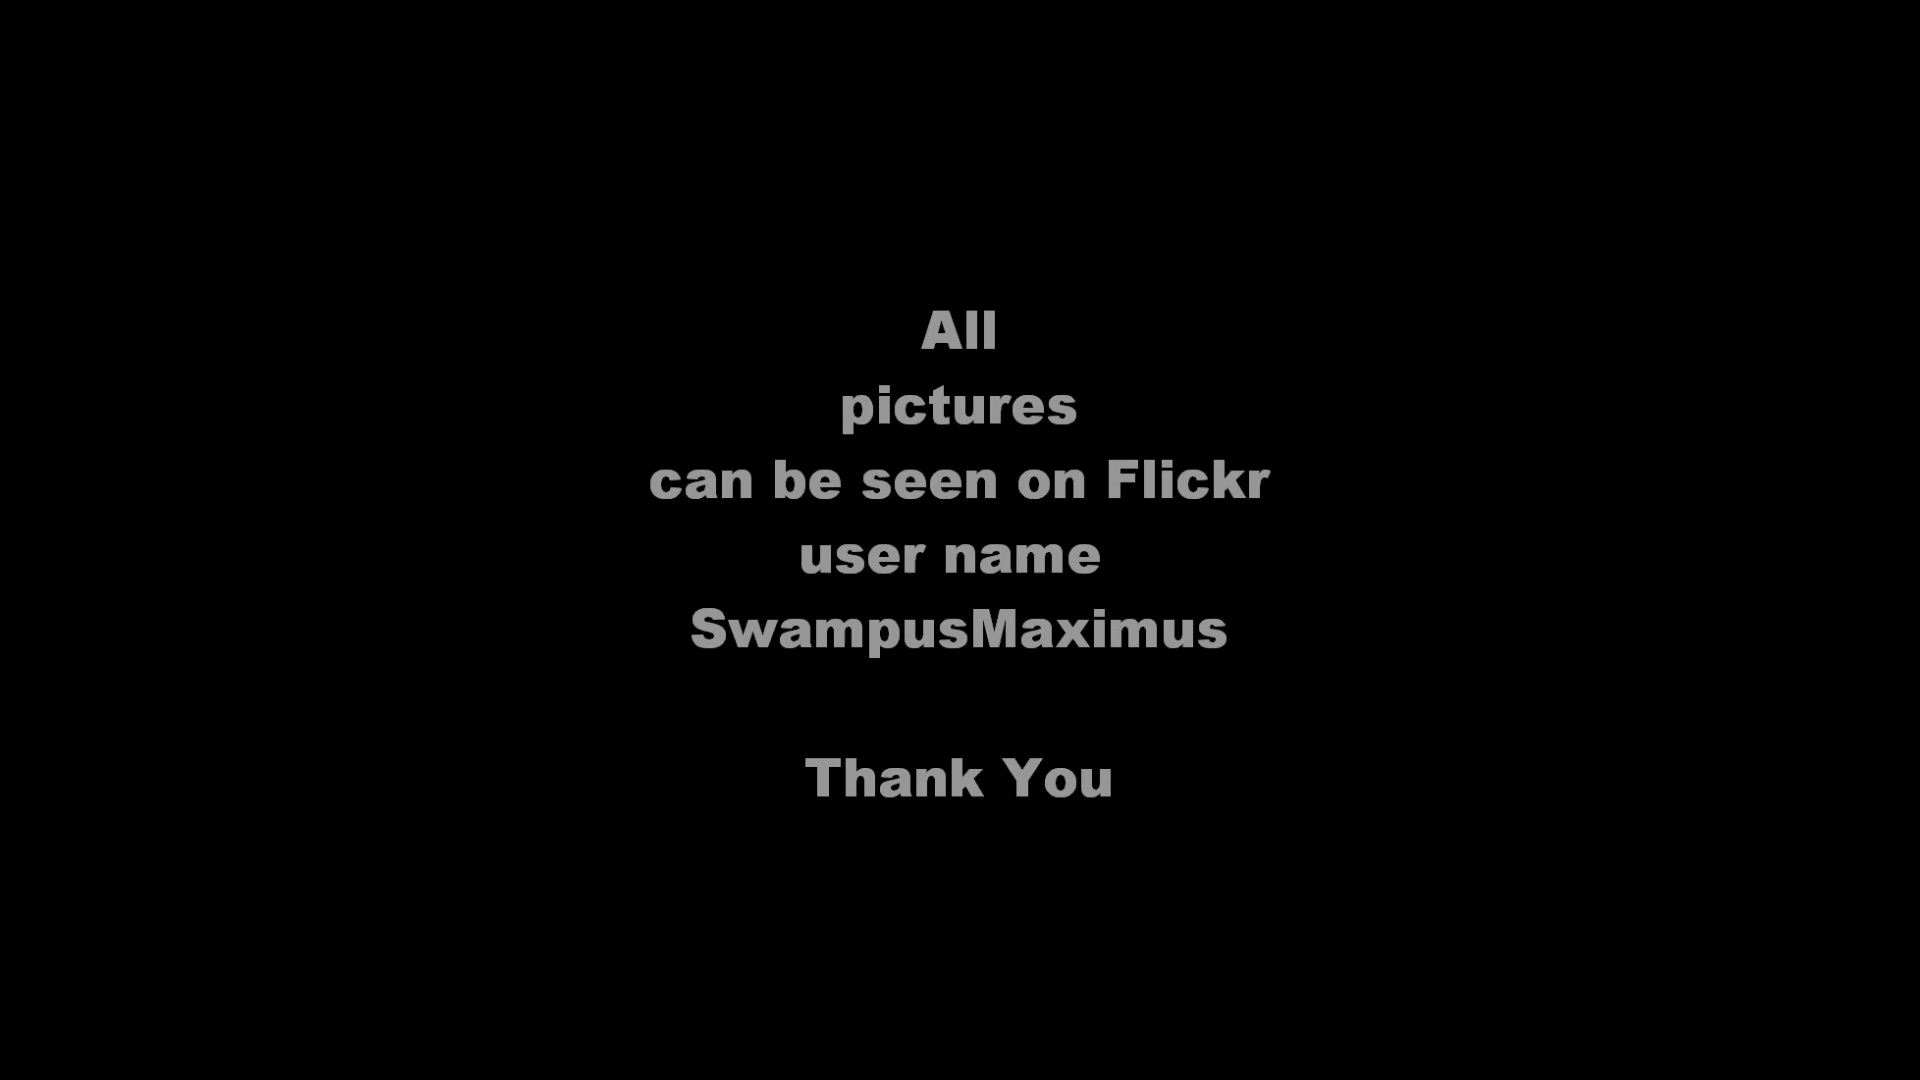 All
pictures
can be seen on Flickr
user name
SwampusMaximus
Thank You